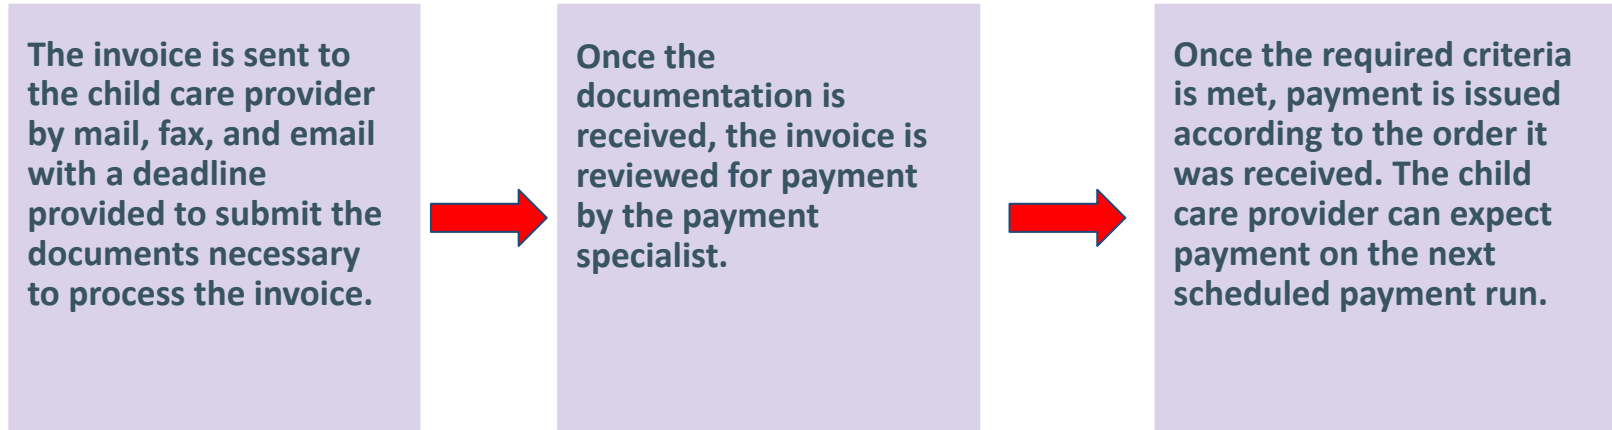 The invoice is sent to
the child care provider
by mail, fax, and email
with a deadline
provided to submit the
documents necessary
to process the invoice.
Once the
documentation is
received, the invoice is
reviewed for payment
by the payment
specialist.
Once the required criteria
is met, payment is issued
according to the order it
was received. The child
care provider can expect
payment on the next
scheduled payment run.